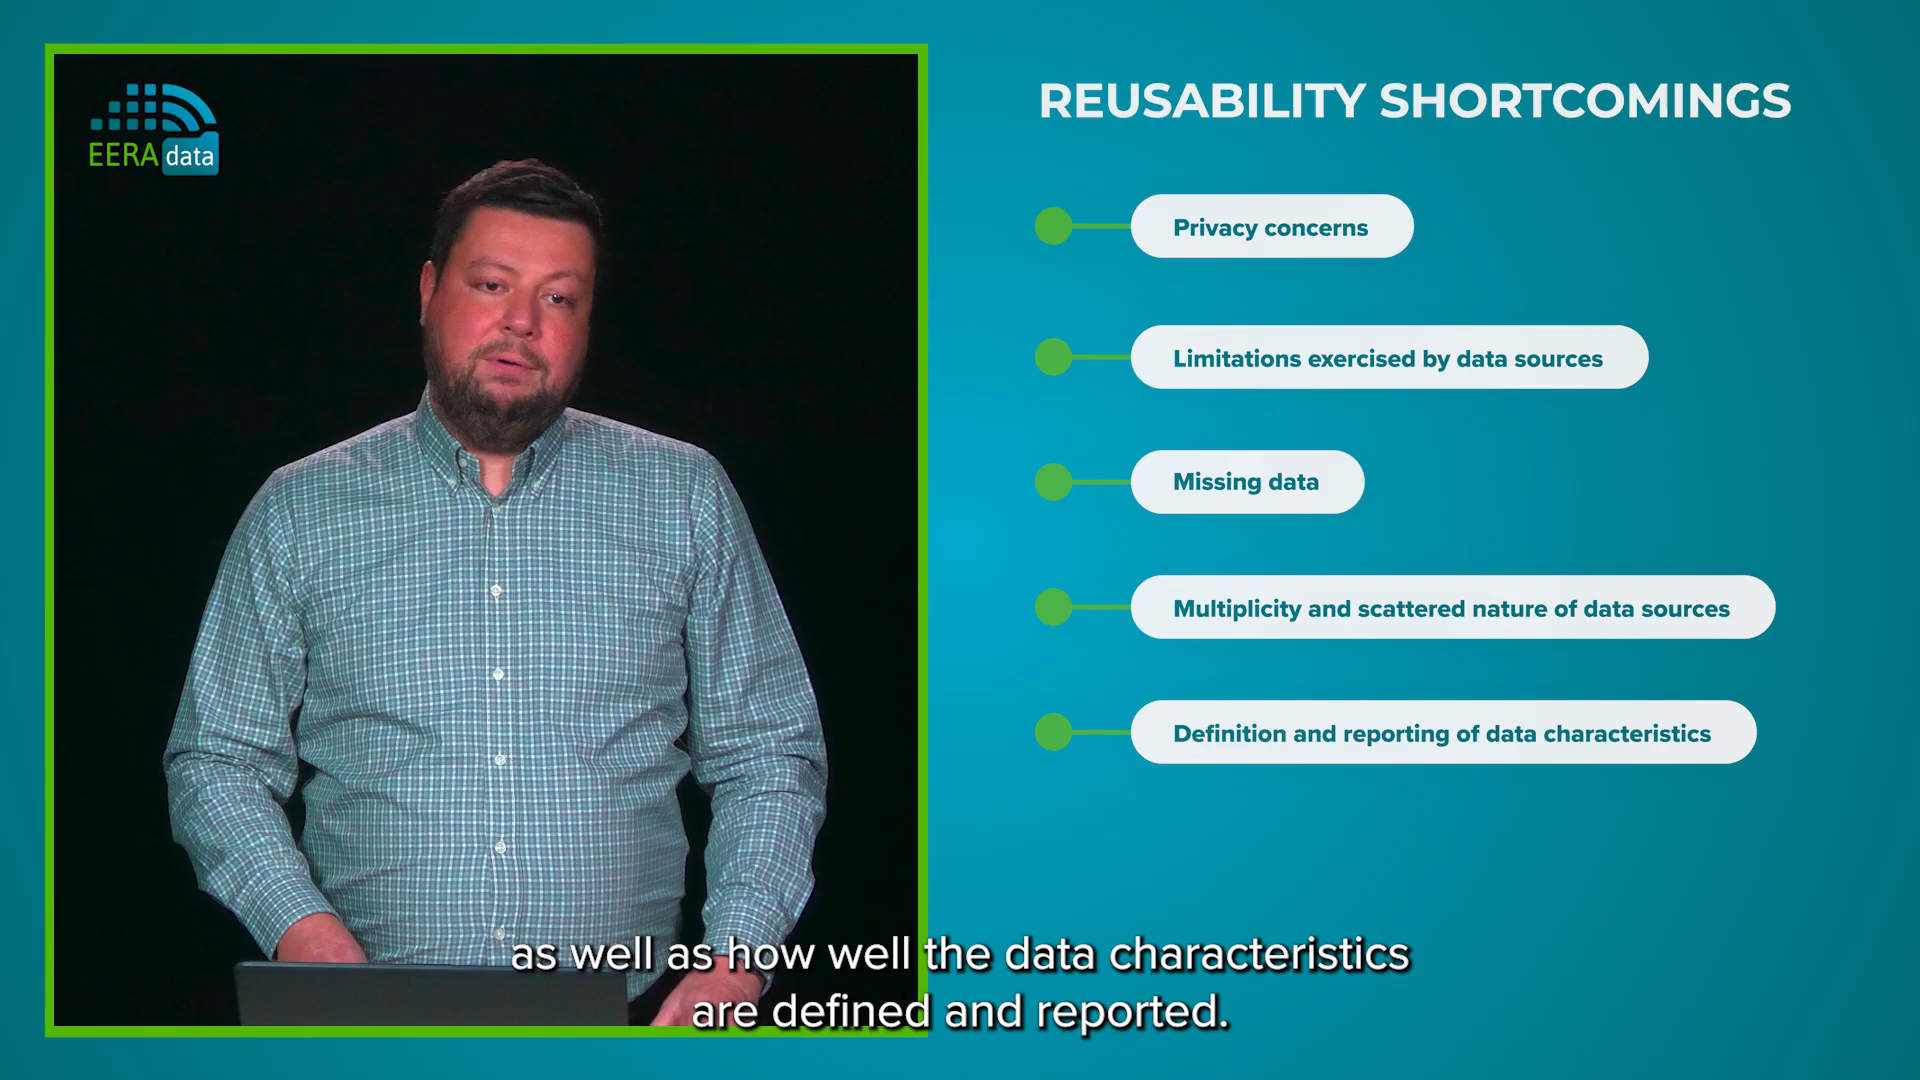 EERA data
REUSABILITY SHORTCOMINGS
Privacy concerns
Limitations exercised by data sources
Missing data
Multiplicity and scattered nature of data sources
Definition and reporting of data characteristics
as well as how well the data characteristics
are defined and reported.